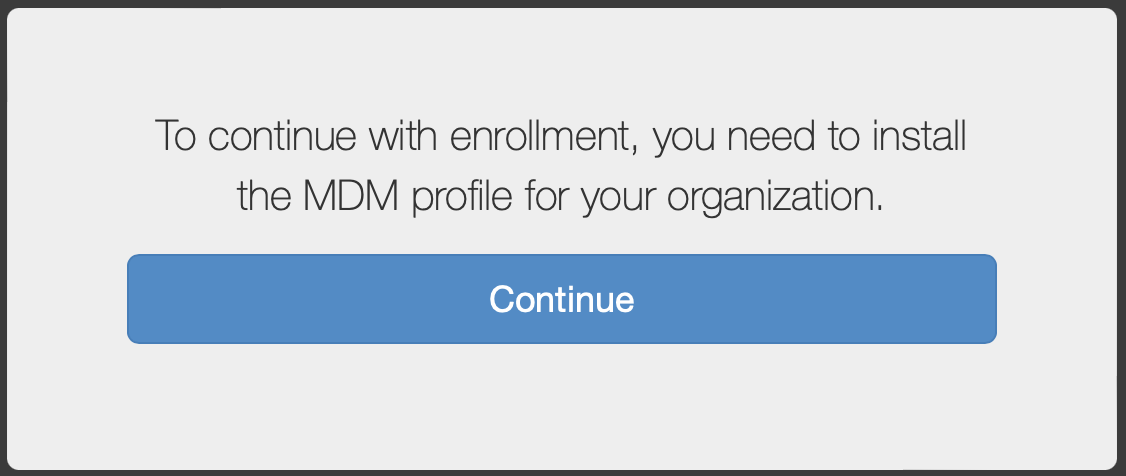 To continue with enrollment, you need to install
the MDM profile for your organization.
Continue